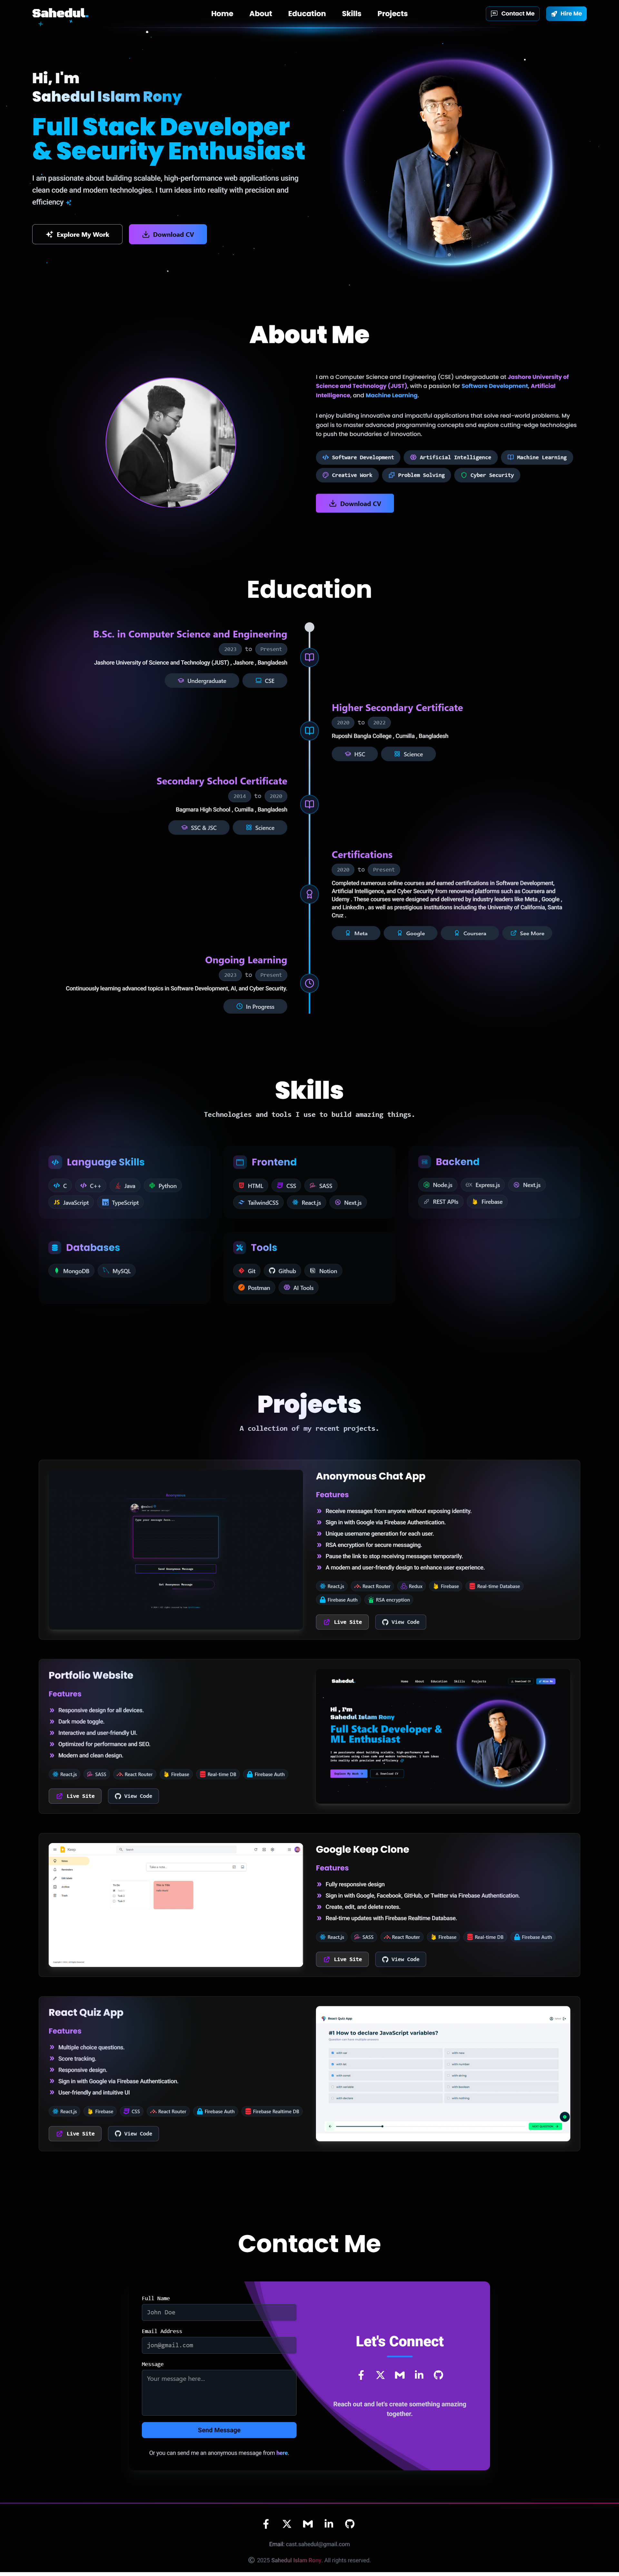 Sahedul.
Home About Education Skills Projects
Contact Me
Hire Me
Hi, I'm
Sahedul Islam Rony
Full Stack Developer
& Security Enthusiast
I am passionate about building scalable, high-performance web applications using
clean code and modern technologies. I turn ideas into reality with precision and
efficiency
Explore My Work
Download CV
About Me
I am a Computer Science and Engineering (CSE) undergraduate at Jashore University of
Science and Technology (JUST), with a passion for Software Development, Artificial
Intelligence, and Machine Learning.
I enjoy building innovative and impactful applications that solve real-world problems. My
goal is to master advanced programming concepts and explore cutting-edge technologies
to push the boundaries of innovation.
Software Development Artificial Intelligence Machine Learning
Creative Work Problem Solving Cyber Security
Download CV
Education
B.Sc. in Computer Science and Engineering
2023 to Present
Jashore University of Science and Technology (JUST) , Jashore , Bangladesh
Undergraduate CSE
Higher Secondary Certificate
2020 to 2022
Ruposhi Bangla College , Cumilla , Bangladesh
HSC Science
Secondary School Certificate
2014 to 2020
Bagmara High School , Cumilla , Bangladesh
SSC & JSC Science
Certifications
2020 to Present
Completed numerous online courses and earned certifications in Software Development,
Artificial Intelligence, and Cyber Security from renowned platforms such as Coursera and
Udemy . These courses were designed and delivered by industry leaders like Meta , Google ,
and LinkedIn , as well as prestigious institutions including the University of California, Santa
Cruz .
Meta Google Coursera See More
Ongoing Learning
2023 to Present
Continuously learning advanced topics in Software Development, AI, and Cyber Security.
In Progress
Skills
Technologies and tools I use to build amazing things.
Language Skills
C C++ Java Python
JavaScript TypeScript
Frontend
HTML CSS SASS
TailwindCSS React.js Next.js
Backend
Node.js Express.js Next.js
REST APIs Firebase
Databases
MongoDB MySQL
Tools
Git Github Notion
Postman AI Tools
Projects
A collection of my recent projects.
Anonymous Chat App
Features
Receive messages from anyone without exposing identity.
Sign in with Google via Firebase Authentication.
Unique username generation for each user.
RSA encryption for secure messaging.
Pause the link to stop receiving messages temporarily.
A modern and user-friendly design to enhance user experience.
React.js React Router Redux Firebase Real-time Database
Firebase Auth RSA encryption
Live Site View Code
Portfolio Website
Features
Responsive design for all devices.
Dark mode toggle.
Interactive and user-friendly UI.
Optimized for performance and SEO.
Modern and clean design.
React.js SASS React Router Firebase Real-time DB Firebase Auth
Live Site View Code
Sahedul.
Home About Education Skills Projects
Hi , I'm
Sahedul Islam Rony
Full Stack Developer &
ML Enthusiast
Google Keep Clone
Features
Fully responsive design
Sign in with Google, Facebook, GitHub, or Twitter via Firebase Authentication.
Create, edit, and delete notes.
Real-time updates with Firebase Realtime Database.
React.js SASS React Router Firebase Real-time DB Firebase Auth
Live Site View Code
React Quiz App
Features
Multiple choice questions.
Score tracking.
Responsive design.
Sign in with Google via Firebase Authentication.
User-friendly and intuitive UI
React.js Firebase CSS React Router Firebase Auth Firebase Realtime DB
Live Site View Code
React Quiz App
#1 How to declare JavaScript variables?
Contact Me
Full Name
John Doe
Email Address
jon@gmail.com
Message
Your message here...
Send Message
Or you can send me an anonymous message from here.
Let's Connect
Reach out and let's create something amazing
together.
Email: cast.sahedul@gmail.com
© 2025 Sahedul Islam Rony. All rights reserved.